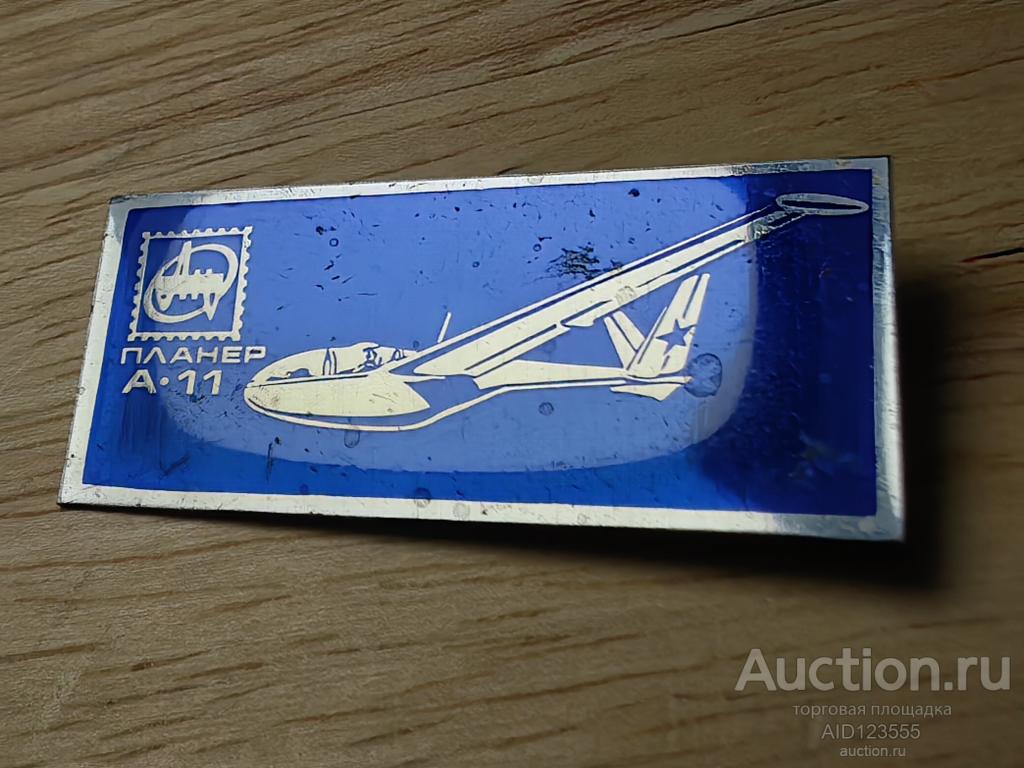 ПЛАНЕР
А·11
Auction.ru
торговая площадка
AID123555
auction.ru